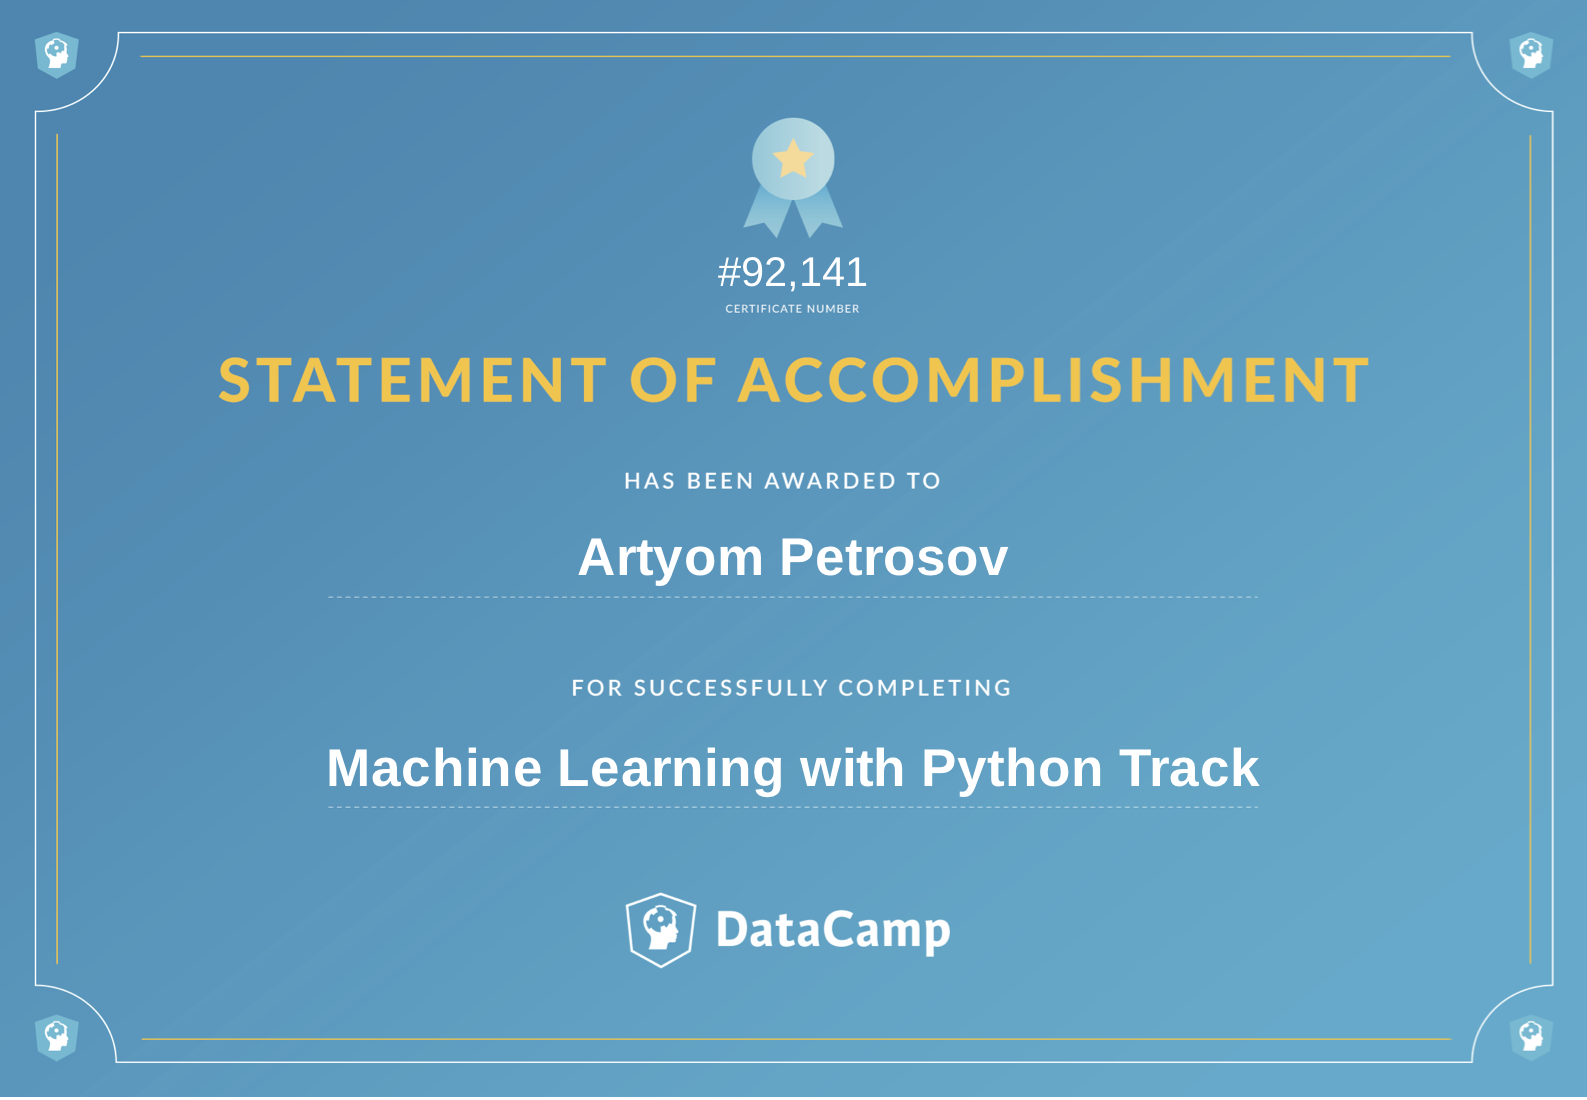 #92,141
CERTIFICATE NUMBER
STATEMENT OF ACCOMPLISHMENT
HAS BEEN AWARDED TO
Artyom Petrosov
FOR SUCCESSFULLY COMPLETING
Machine Learning with Python Track
DataCamp